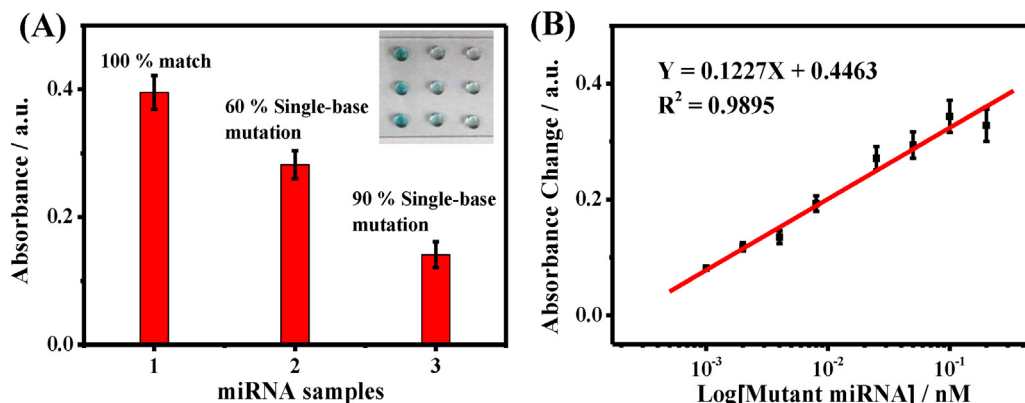 (A)
100 % match
60 % Single-base
mutation
90 % Single-base
mutation
0.4
0.2
0.0
1 2 3
Absorbance / a.u.
miRNA samples
(B)
Y = 0.1227X + 0.4463
R² = 0.9895
0.4
0.2
0.0
10⁻³ 10⁻² 10⁻¹
Absorbance Change / a.u.
Log[Mutant miRNA] / nM